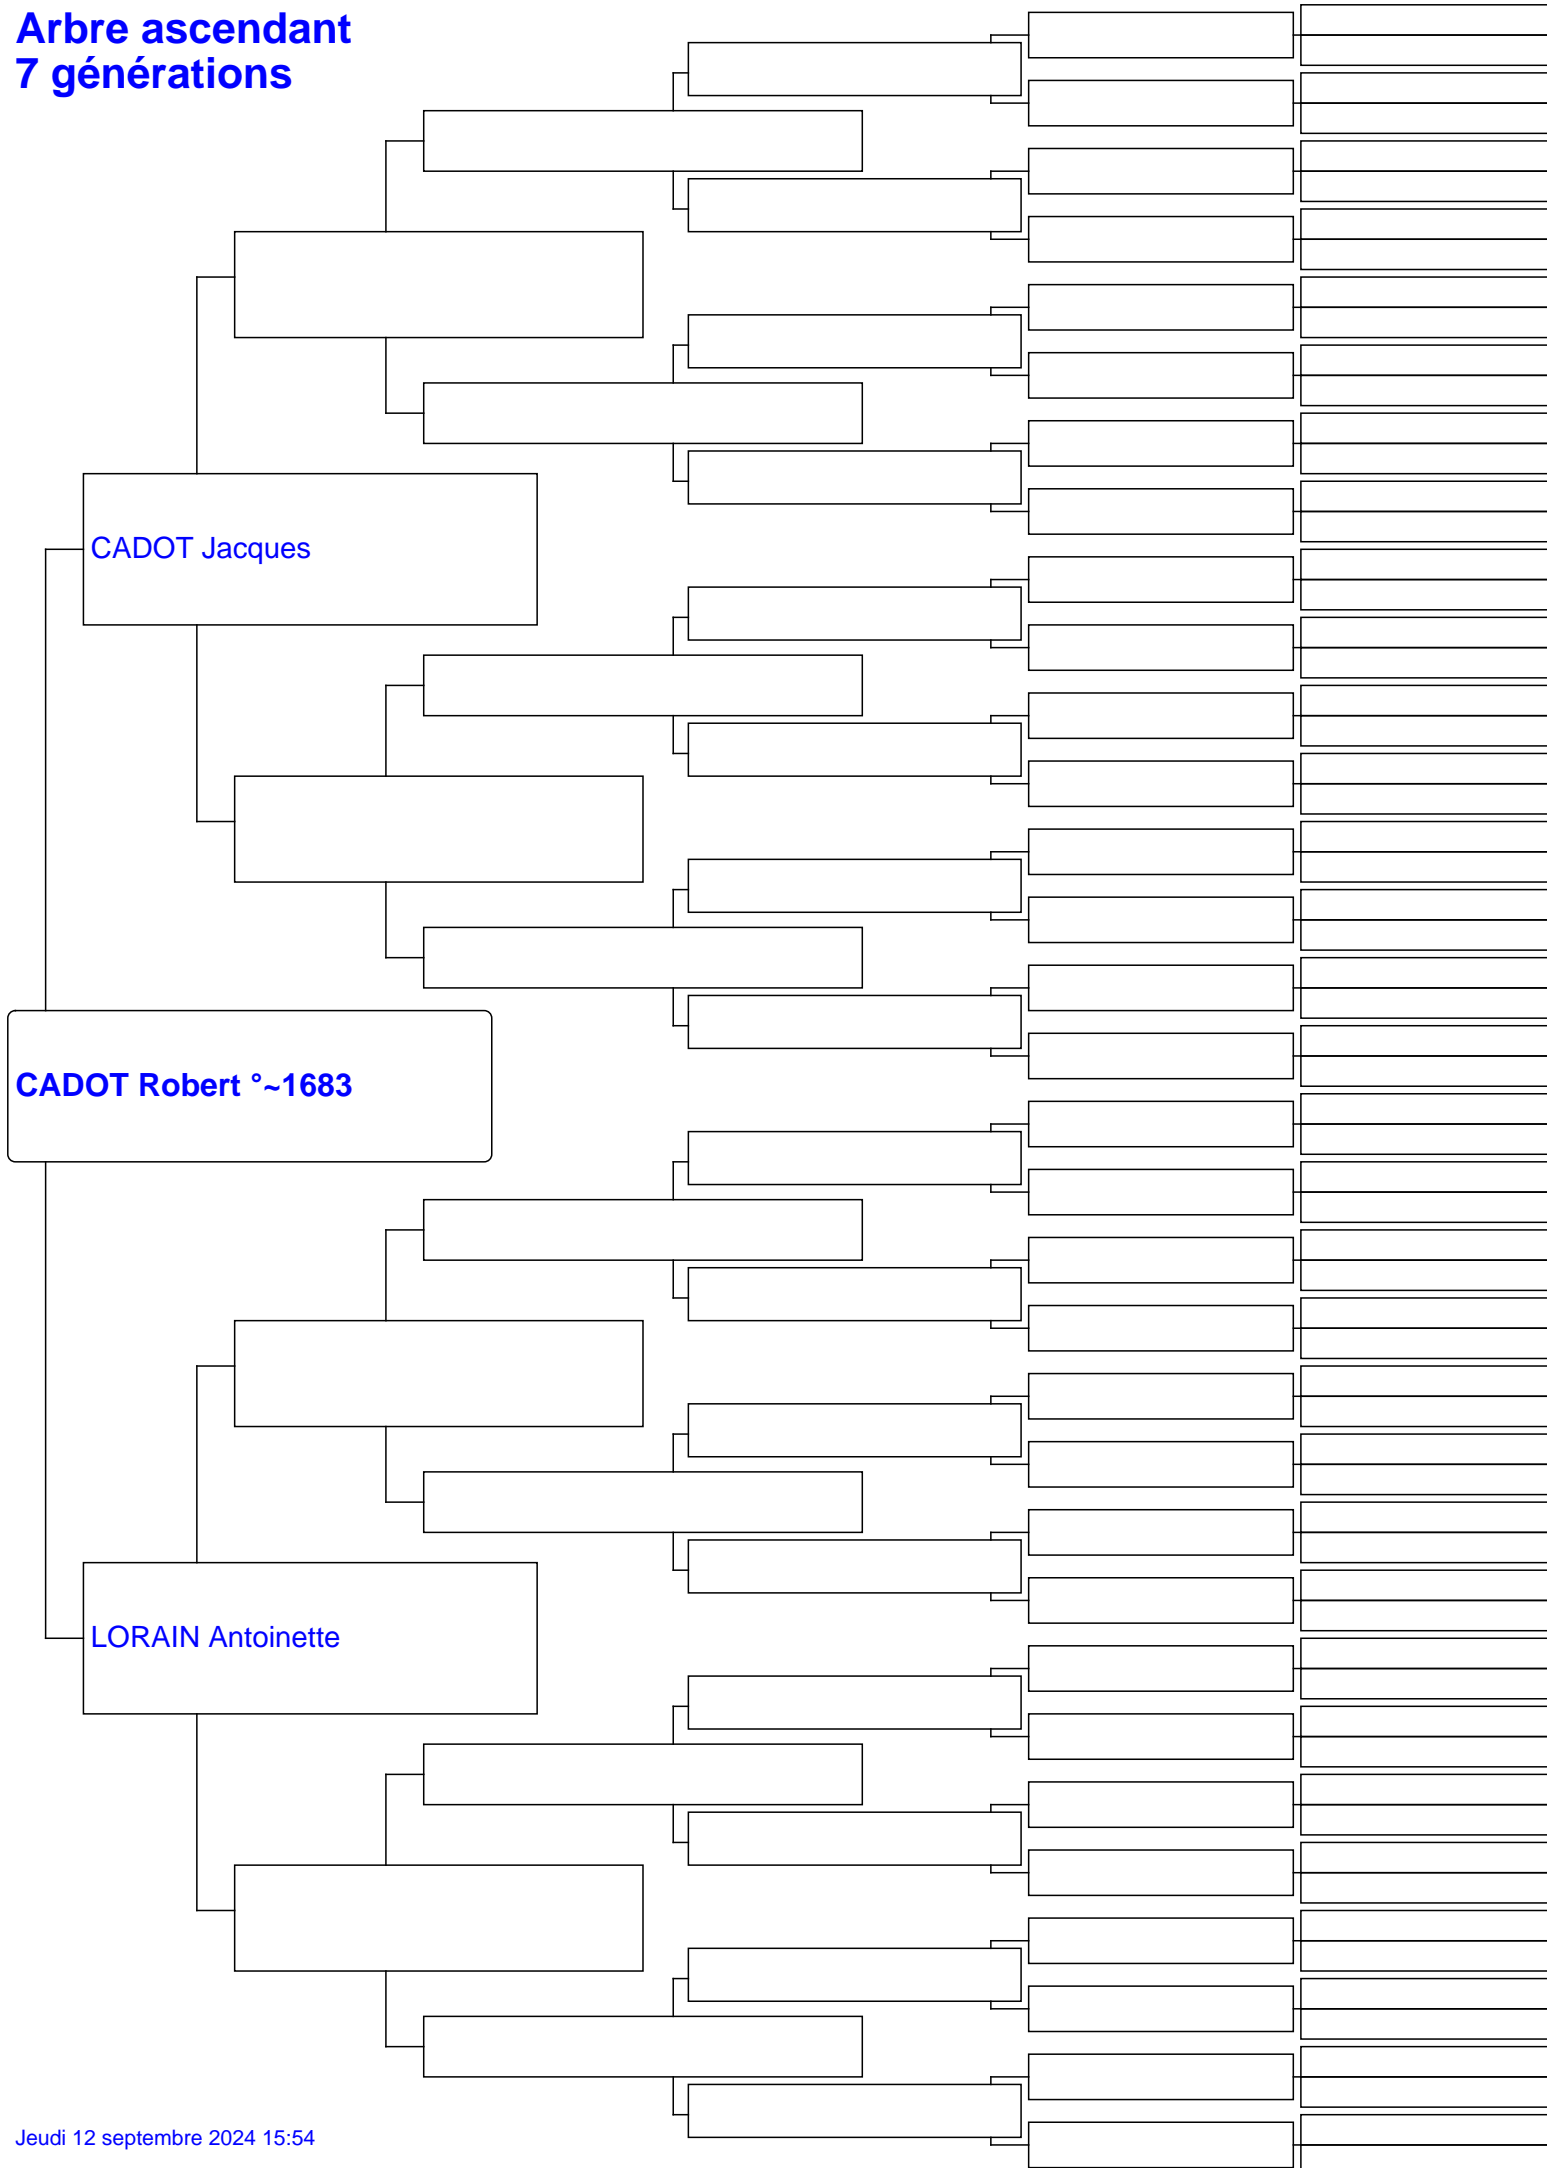 Arbre ascendant
7 générations
CADOT Jacques
CADOT Robert °~1683
LORAIN Antoinette
Jeudi 12 septembre 2024 15:54